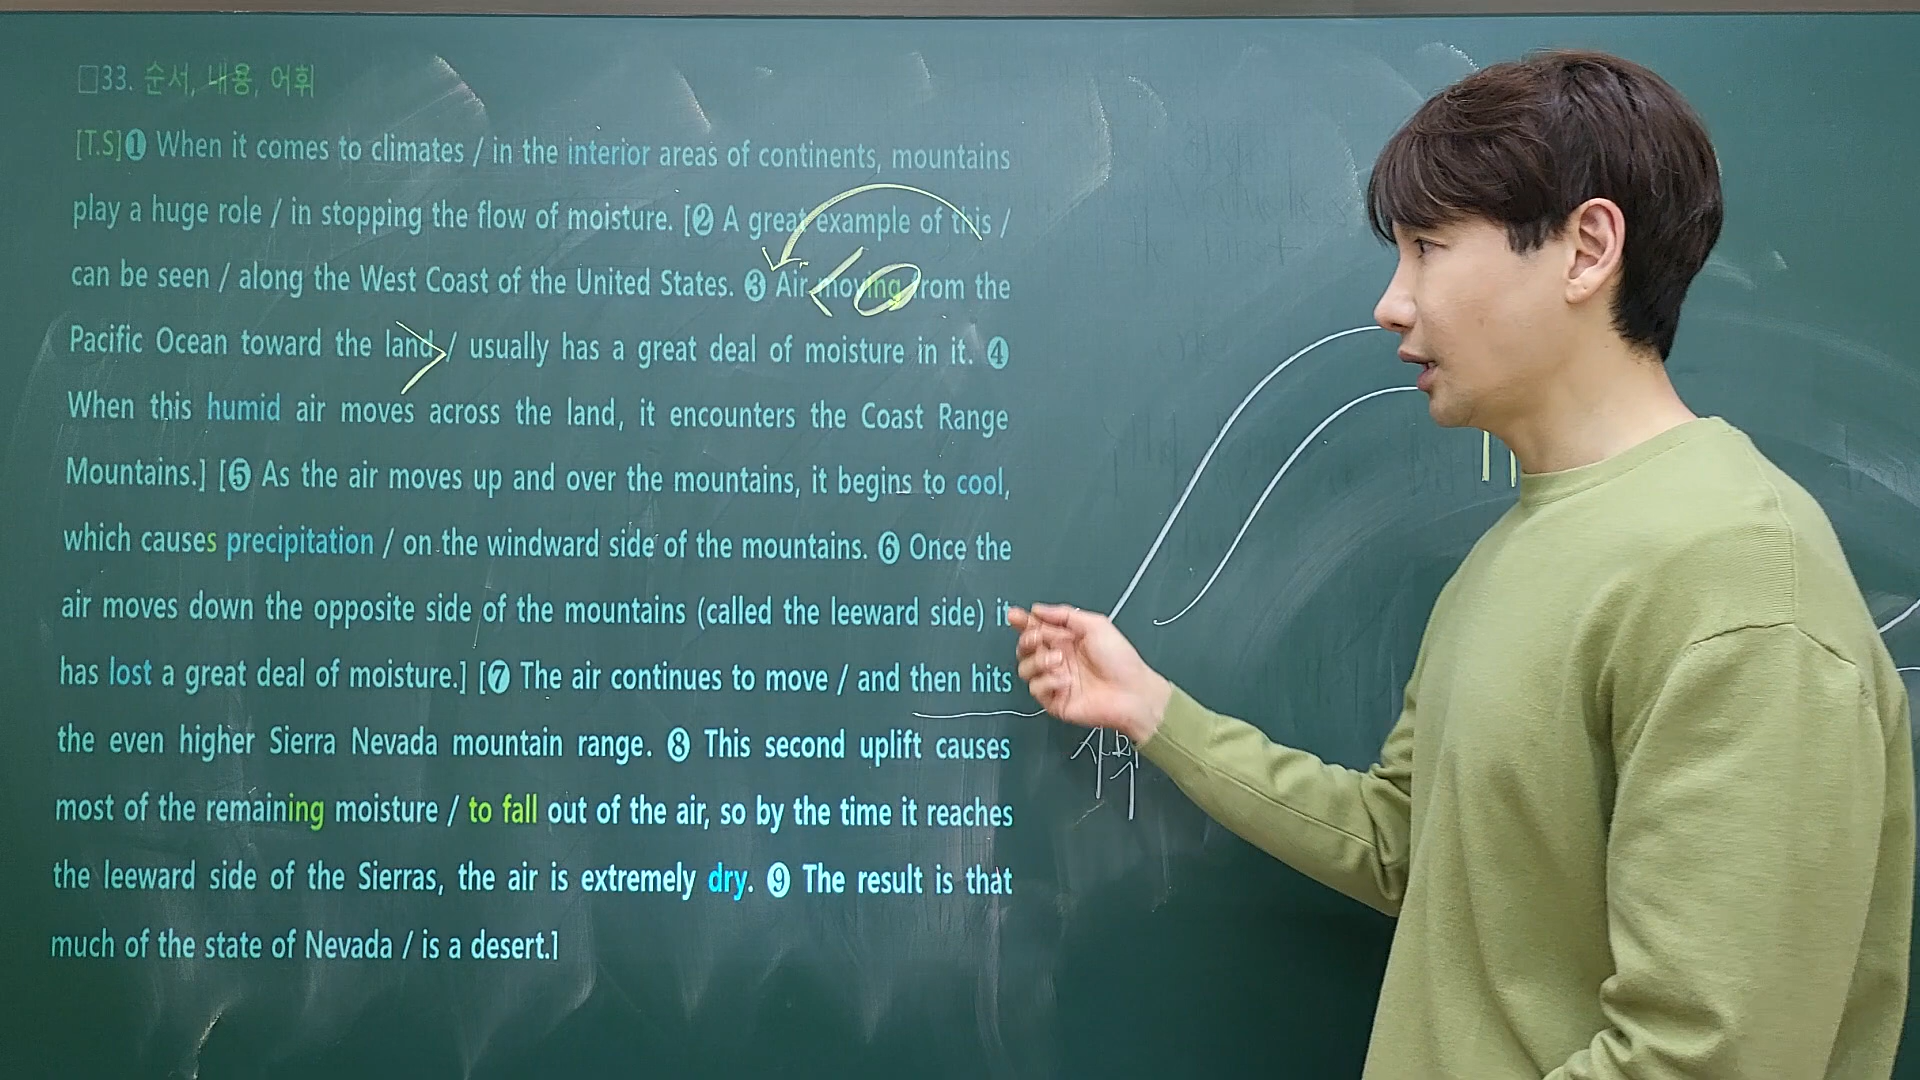 □33. 순서, 내용, 어휘
[T.S]❶ When it comes to climates / in the interior areas of continents, mountains
play a huge role / in stopping the flow of moisture. [❷ A great example of this /
can be seen / along the West Coast of the United States. ❸ Air moving from the
Pacific Ocean toward the land / usually has a great deal of moisture in it. ❹
When this humid air moves across the land, it encounters the Coast Range
Mountains.] [❺ As the air moves up and over the mountains, it begins to cool,
which causes precipitation / on the windward side of the mountains. ❻ Once the
air moves down the opposite side of the mountains (called the leeward side) it
has lost a great deal of moisture.] [❼ The air continues to move / and then hits
the even higher Sierra Nevada mountain range. ❽ This second uplift causes
most of the remaining moisture / to fall out of the air, so by the time it reaches
the leeward side of the Sierras, the air is extremely dry. ❾ The result is that
much of the state of Nevada / is a desert.]